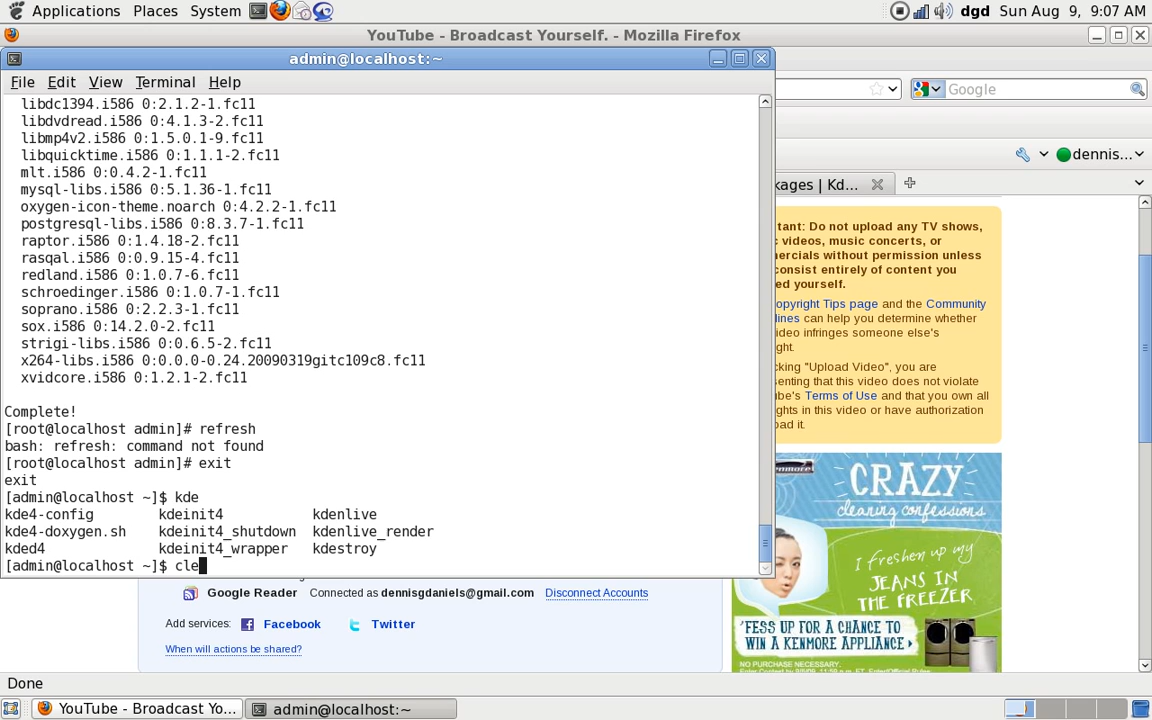 Applications Places System dgd Sun Aug 9, 9:07 AM
YouTube - Broadcast Yourself. - Mozilla Firefox
admin@localhost:~
File Edit View Terminal Help
Google
dennis...
kages | Kd...
libdc1394.i586 0:2.1.2-1.fc11
libdvdread.i586 0:4.1.3-2.fc11
libmp4v2.i586 0:1.5.0.1-9.fc11
libquicktime.i586 0:1.1.1-2.fc11
mlt.i586 0:0.4.2-1.fc11
mysql-libs.i586 0:5.1.36-1.fc11
oxygen-icon-theme.noarch 0:4.2.2-1.fc11
postgresql-libs.i586 0:8.3.7-1.fc11
raptor.i586 0:1.4.18-2.fc11
rasqal.i586 0:0.9.15-4.fc11
redland.i586 0:1.0.7-6.fc11
schroedinger.i586 0:1.0.7-1.fc11
soprano.i586 0:2.2.3-1.fc11
sox.i586 0:14.2.0-2.fc11
strigi-libs.i586 0:0.6.5-2.fc11
x264-libs.i586 0:0.0.0-0.24.20090319gitc109c8.fc11
xvidcore.i586 0:1.2.1-2.fc11
Complete!
[root@localhost admin]# refresh
bash: refresh: command not found
[root@localhost admin]# exit
exit
[admin@localhost ~]$ kde
kde4-config kdeinit4 kdenlive
kde4-doxygen.sh kdeinit4_shutdown kdenlive_render
kded4 kdeinit4_wrapper kdestroy
[admin@localhost ~]$ cle
tant: Do not upload any TV shows,
c videos, music concerts, or
mercials without permission unless
consist entirely of content you
ed yourself.
opyright Tips page and the Community
lines can help you determine whether
ideo infringes someone else's
ght.
cking "Upload Video", you are
senting that this video does not violate
ube's Terms of Use and that you own all
ghts in this video or have authorization
oad it.
enmore
CRAZY
cleaning confessions
I freshen up my
JEANS IN
THE FREEZER
'FESS UP FOR A CHANCE TO
WIN A KENMORE APPLIANCE
NO PURCHASE NECESSARY.
Google Reader Connected as dennisgdaniels@gmail.com Disconnect Accounts
Add services: Facebook Twitter
When will actions be shared?
Done
YouTube - Broadcast Yo... admin@localhost:~